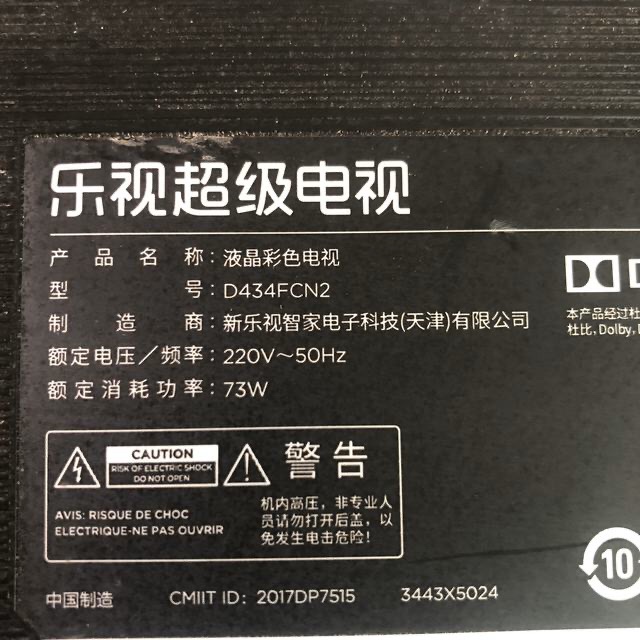 乐视超级电视
产品名称：液晶彩色电视
型号：D434FCN2
制造商：新乐视智家电子科技(天津)有限公司
额定电压／频率：220V～50Hz
额定消耗功率：73W
本产品经过杜
杜比, Dolby,
CAUTION
RISK OF ELECTRIC SHOCK
DO NOT OPEN
AVIS: RISQUE DE CHOC
ELECTRIQUE-NE PAS OUVRIR
警告
机内高压，非专业人
员请勿打开后盖，以
免发生电击危险！
10
中国制造 CMIIT ID: 2017DP7515 3443X5024